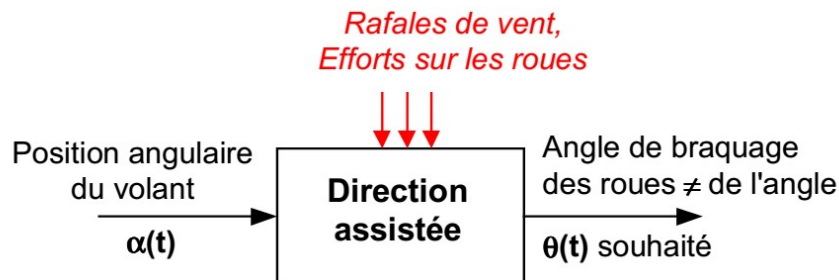 Rafales de vent,
Efforts sur les roues
Position angulaire
du volant
α(t)
Direction
assistée
Angle de braquage
des roues ≠ de l'angle
θ(t) souhaité